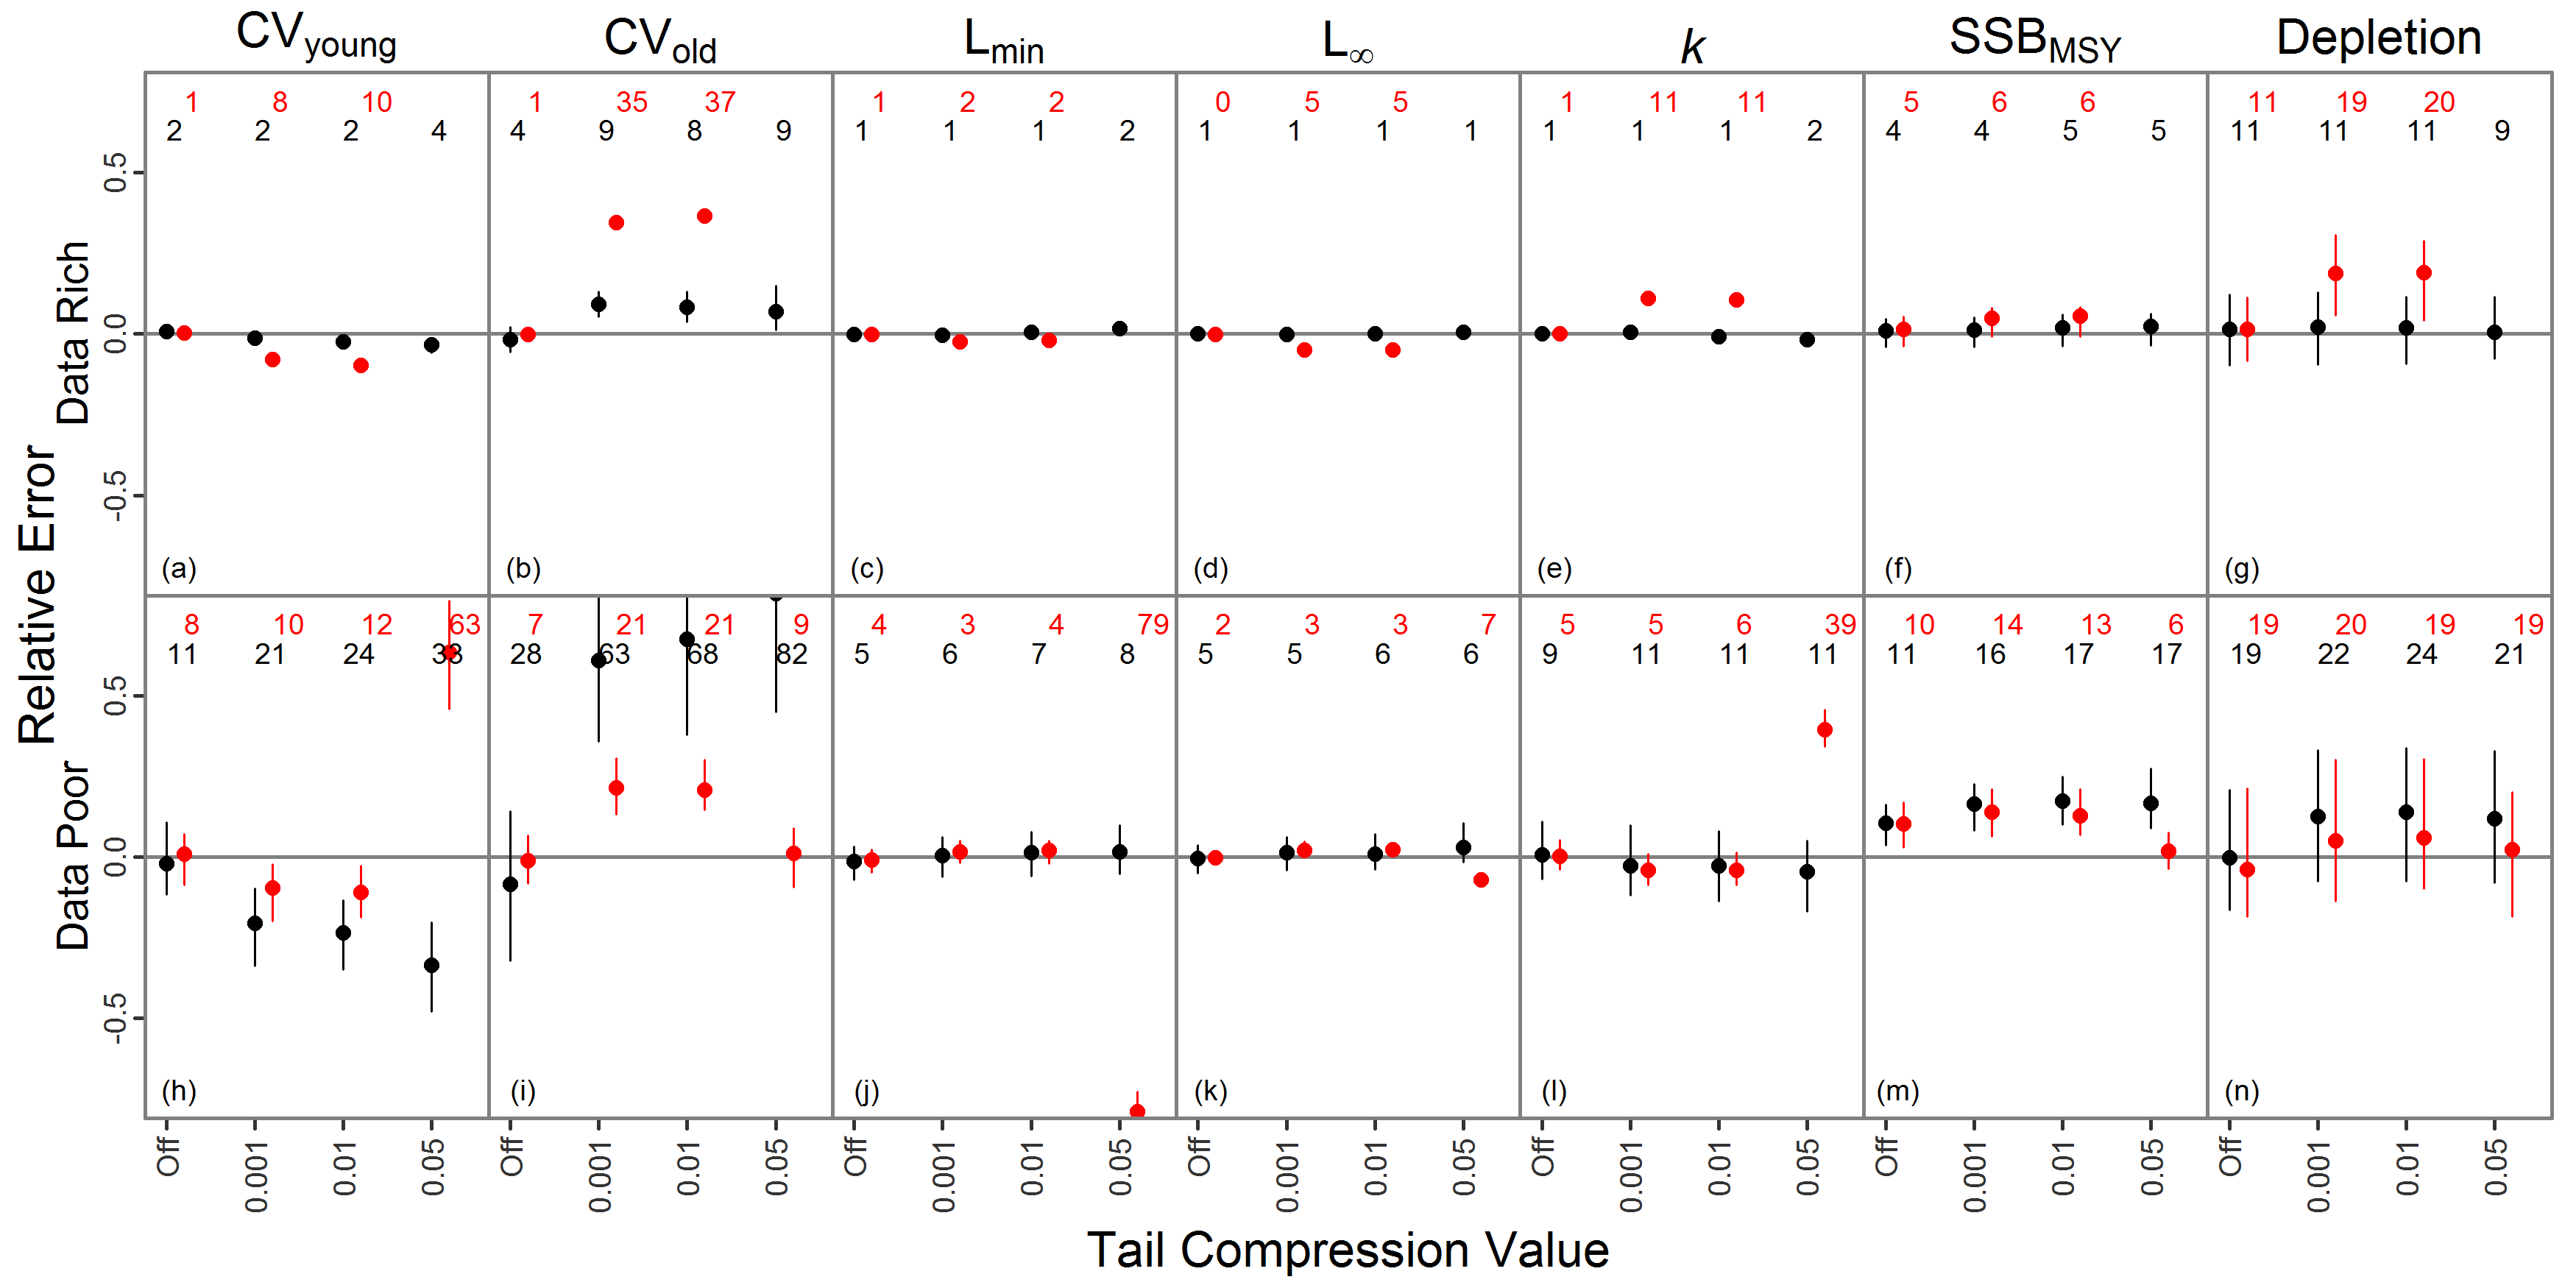 CVyoung CVold Lmin L∞ k SSBMSY Depletion
1 8 10 1 35 37 1 2 2 0 5 5 1 11 11 5 6 6 11 19 20
2 2 2 4 4 9 8 9 1 1 1 2 1 1 1 1 1 1 1 2 4 4 5 5 11 11 11 9
0.5
0.0
-0.5
Data Rich
(a) (b) (c) (d) (e) (f) (g)
Relative Error
8 10 12 63 7 21 21 9 4 3 4 79 2 3 3 7 5 5 6 39 10 14 13 6 19 20 19 19
11 21 24 33 28 63 68 82 5 6 7 8 5 5 6 6 9 11 11 11 11 16 17 17 19 22 24 21
0.5
0.0
-0.5
Data Poor
(h) (i) (j) (k) (l) (m) (n)
Off 0.001 0.01 0.05 Off 0.001 0.01 0.05 Off 0.001 0.01 0.05 Off 0.001 0.01 0.05 Off 0.001 0.01 0.05 Off 0.001 0.01 0.05 Off 0.001 0.01 0.05
Tail Compression Value